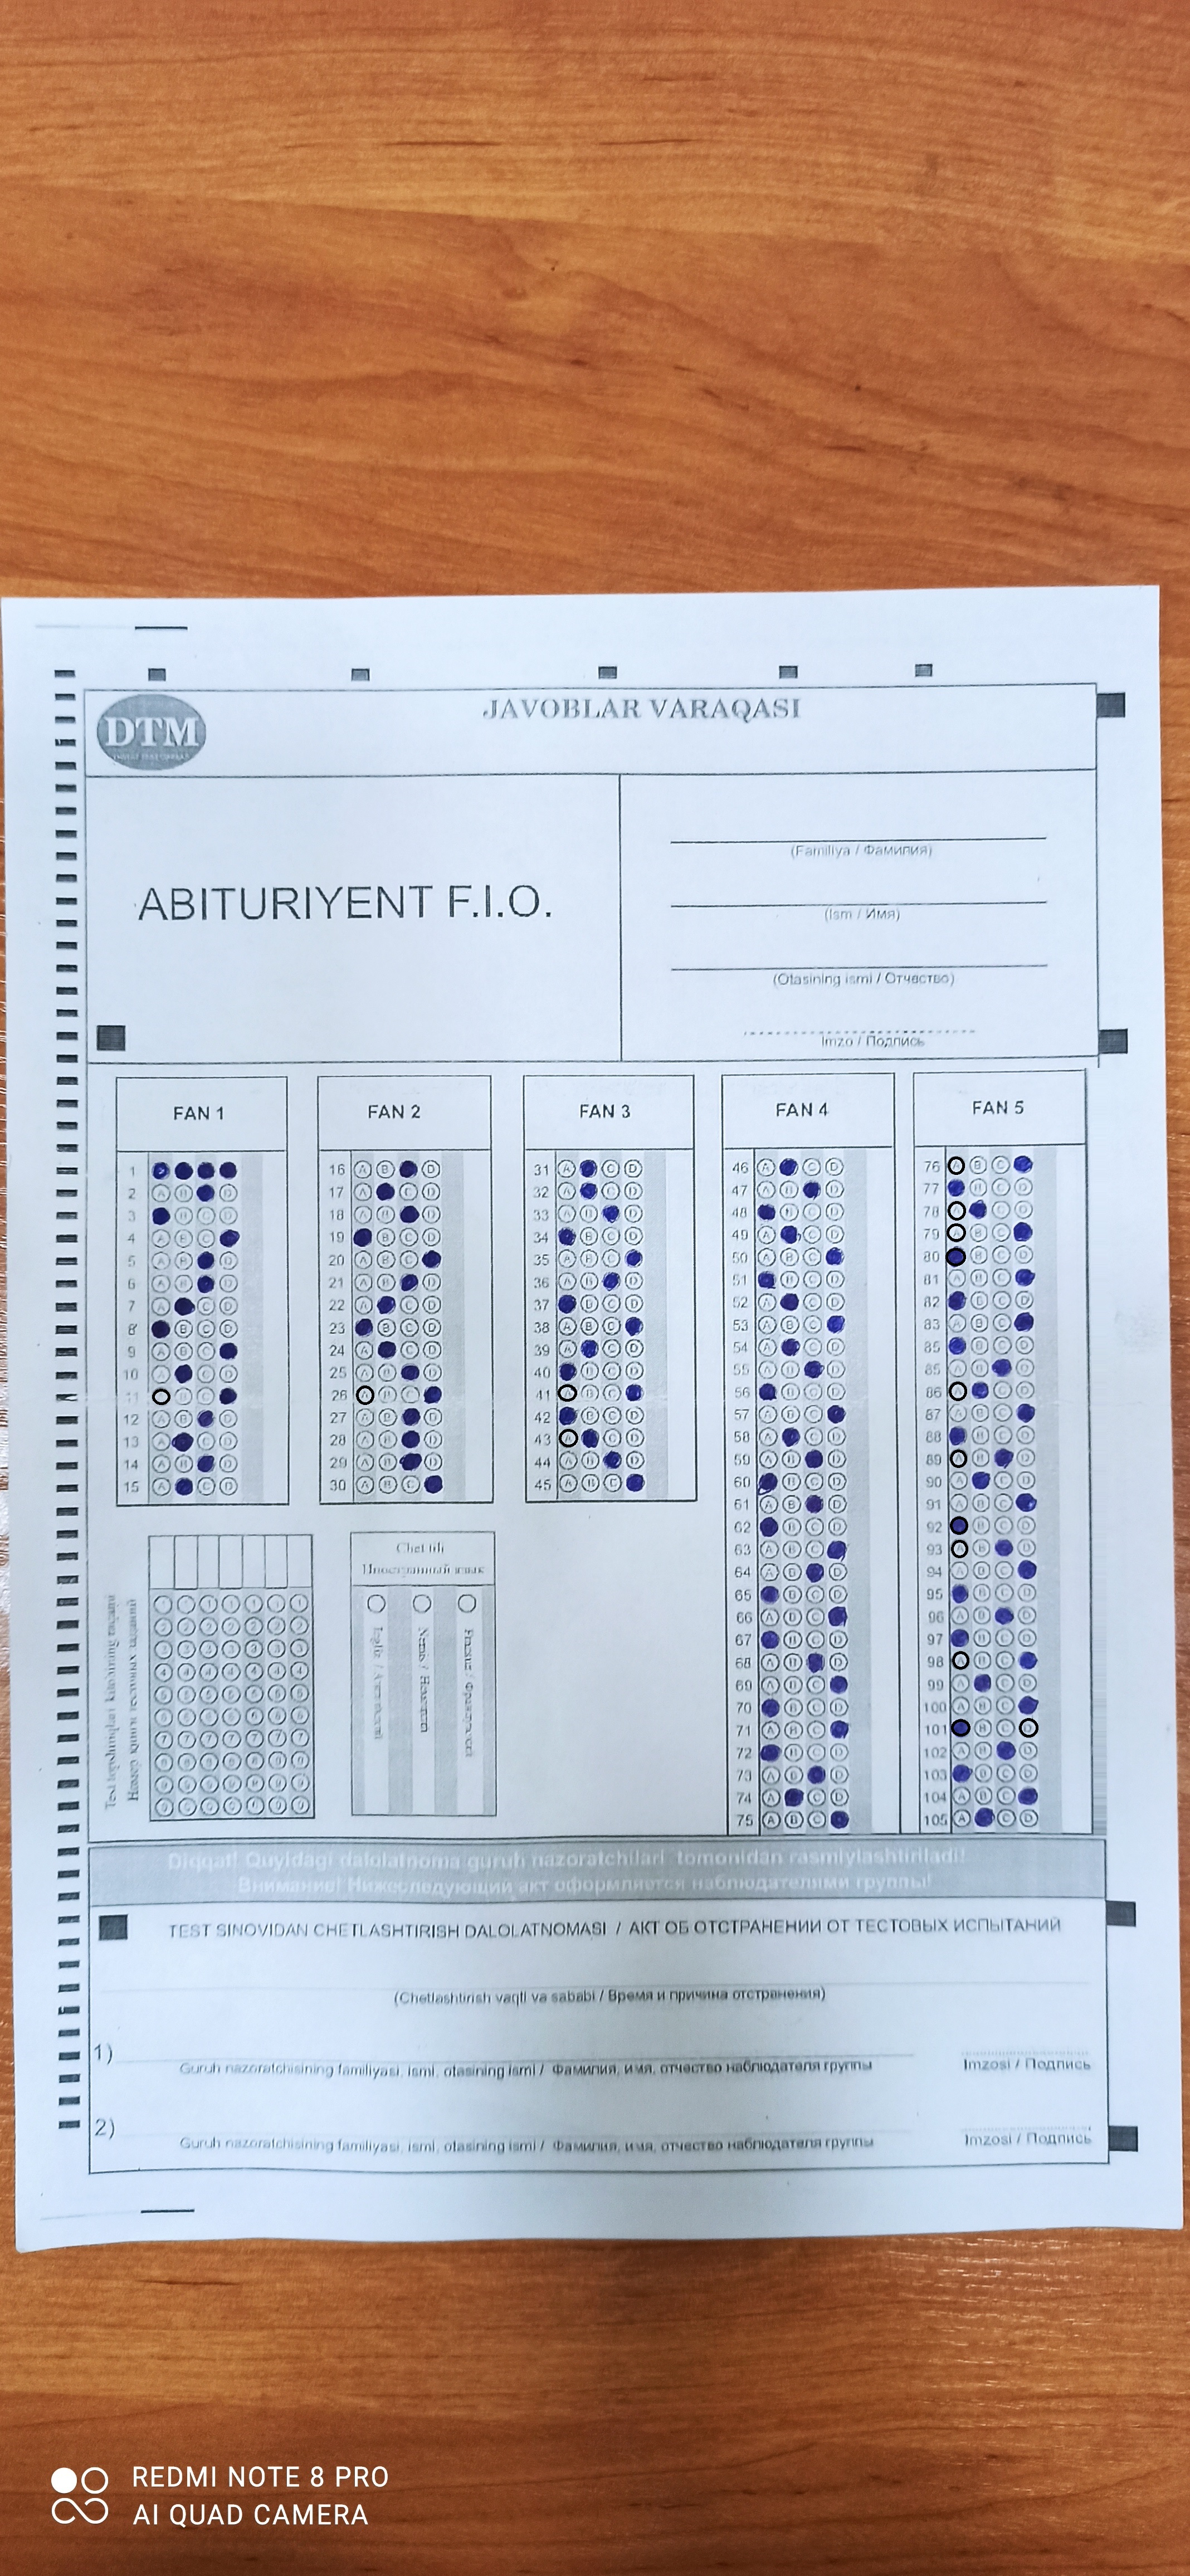 DTM
JAVOBLAR VARAQASI
ABITURIYENT F.I.O.
(Familiya / Фамилия)
(Ism / Имя)
(Otasining ismi / Отчество)
Imzo / Подпись
FAN 1
FAN 2
FAN 3
FAN 4
FAN 5
1
2 A B D
3 B C D
4 A B C
5 A B D
6 A B D
7 A C D
8 B C D
9 A B C
10 A C D
11 B C
12 A B D
13 A C D
14 A B D
15 A C D
16 A B D
17 A C D
18 A B D
19 B C D
20 A B C
21 A B D
22 A C D
23 B C D
24 A C D
25 A B D
26 A B C
27 A B D
28 A B D
29 A B D
30 A B C
31 A C D
32 A C D
33 A B D
34 B C D
35 A B C
36 A B D
37 B C D
38 A B C
39 A C D
40 B C D
41 A B C
42 B C D
43 A C D
44 A B D
45 A B C
46 A C D
47 A B D
48 B C D
49 A C D
50 A B C
51 B C D
52 A C D
53 A B C
54 A C D
55 A B D
56 B C D
57 A B C
58 A C D
59 A B D
60 B C D
61 A B D
62 B C D
63 A B C
64 A B D
65 B C D
66 A B C
67 B C D
68 A B D
69 A B C
70 B C D
71 A B C
72 B C D
73 A B D
74 A C D
75 A B C
76 A B C
77 B C D
78 A C D
79 A B C
80 B C D
81 A B C
82 B C D
83 A B C
85 B C D
85 A B D
86 A C D
87 A B C
88 B C D
89 A B D
90 A C D
91 A B C
92 B C D
93 A B D
94 A B C
95 B C D
96 A B D
97 B C D
98 A B C
99 A C D
100 A B C
101 B C D
102 A B D
103 B C D
104 A B C
105 A C D
Test topshiriqlari kitobining raqami
Номер книги тестовых заданий
Chet tili
Иностранный язык
Ingliz / Английский
Nemis / Немецкий
Fransuz / Французский
Diqqat! Quyidagi dalolatnoma guruh nazoratchilari tomonidan rasmiylashtiriladi!
Внимание! Нижеследующий акт оформляется наблюдателями группы!
TEST SINOVIDAN CHETLASHTIRISH DALOLATNOMASI / АКТ ОБ ОТСТРАНЕНИИ ОТ ТЕСТОВЫХ ИСПЫТАНИЙ
(Chetlashtirish vaqti va sababi / Время и причина отстранения)
1)
Guruh nazoratchisining familiyasi, ismi, otasining ismi / Фамилия, имя, отчество наблюдателя группы
Imzosi / Подпись
2)
Guruh nazoratchisining familiyasi, ismi, otasining ismi / Фамилия, имя, отчество наблюдателя группы
Imzosi / Подпись
REDMI NOTE 8 PRO
AI QUAD CAMERA